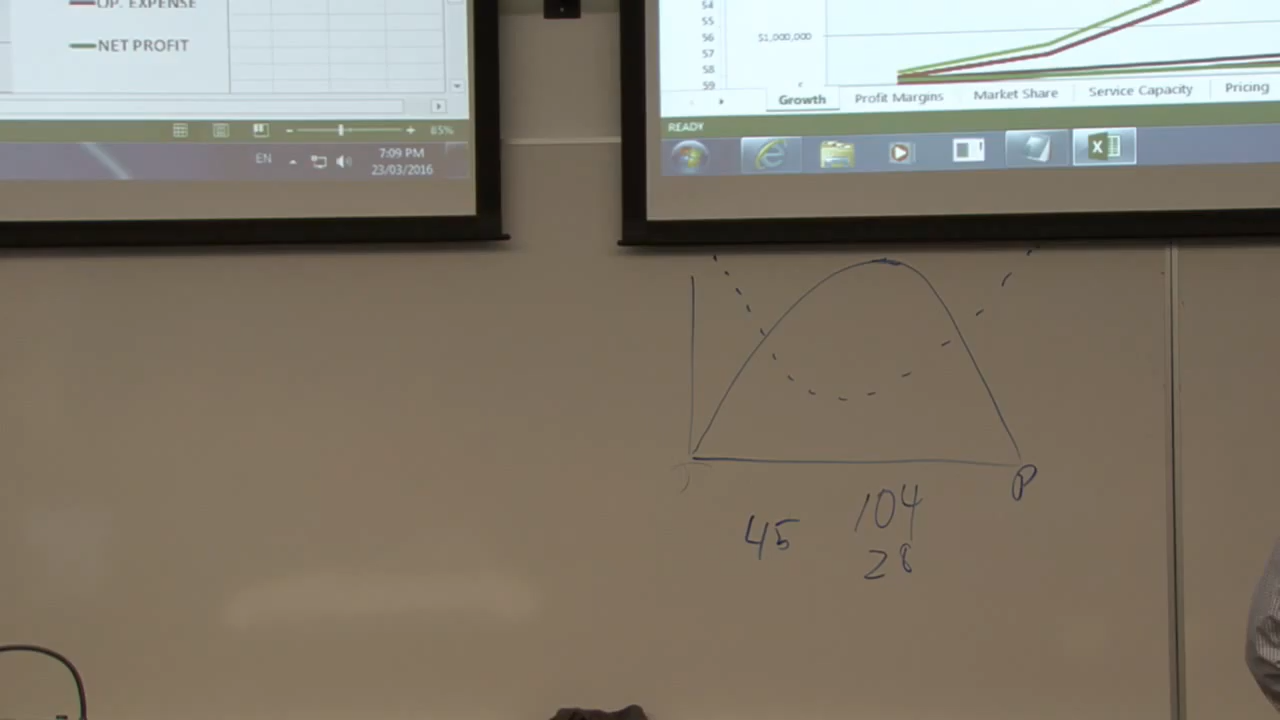 OP. EXPENSE
NET PROFIT
85%
EN
7:09 PM
23/03/2016
54
55
56
57
58
59
$1,000,000
Growth
Profit Margins
Market Share
Service Capacity
Pricing
READY
P
45
104
28